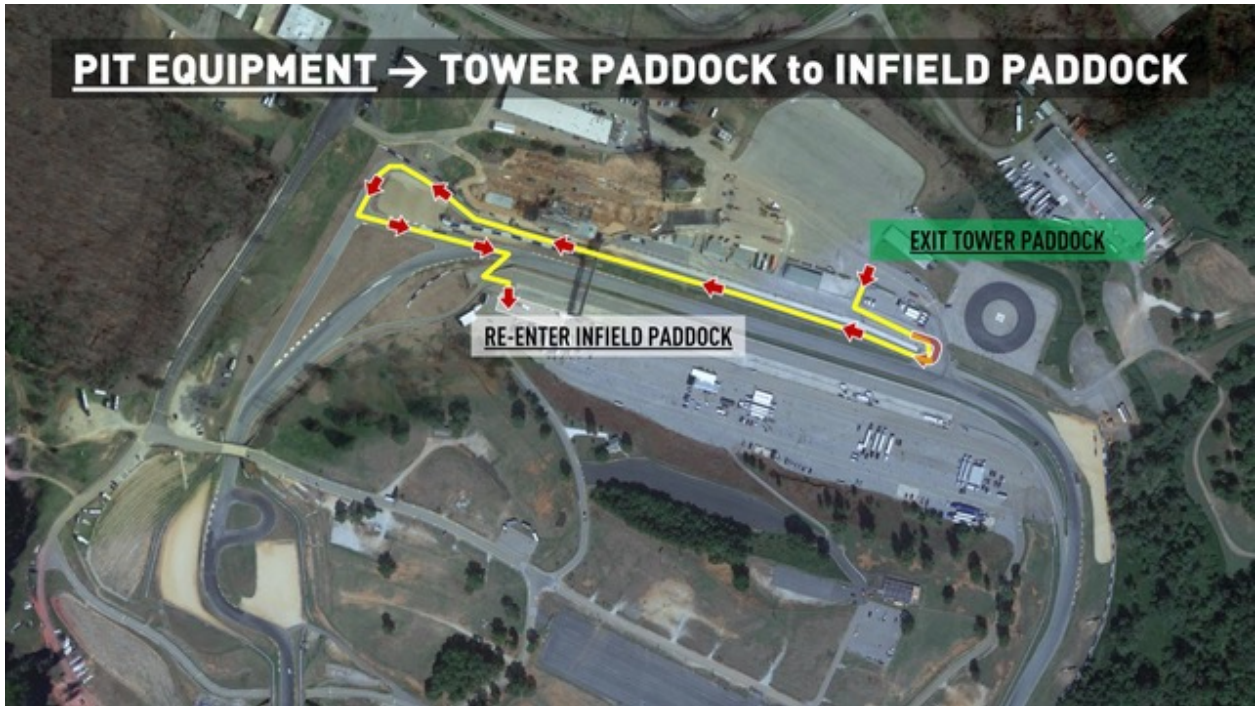 PIT EQUIPMENT → TOWER PADDOCK to INFIELD PADDOCK
EXIT TOWER PADDOCK
RE-ENTER INFIELD PADDOCK